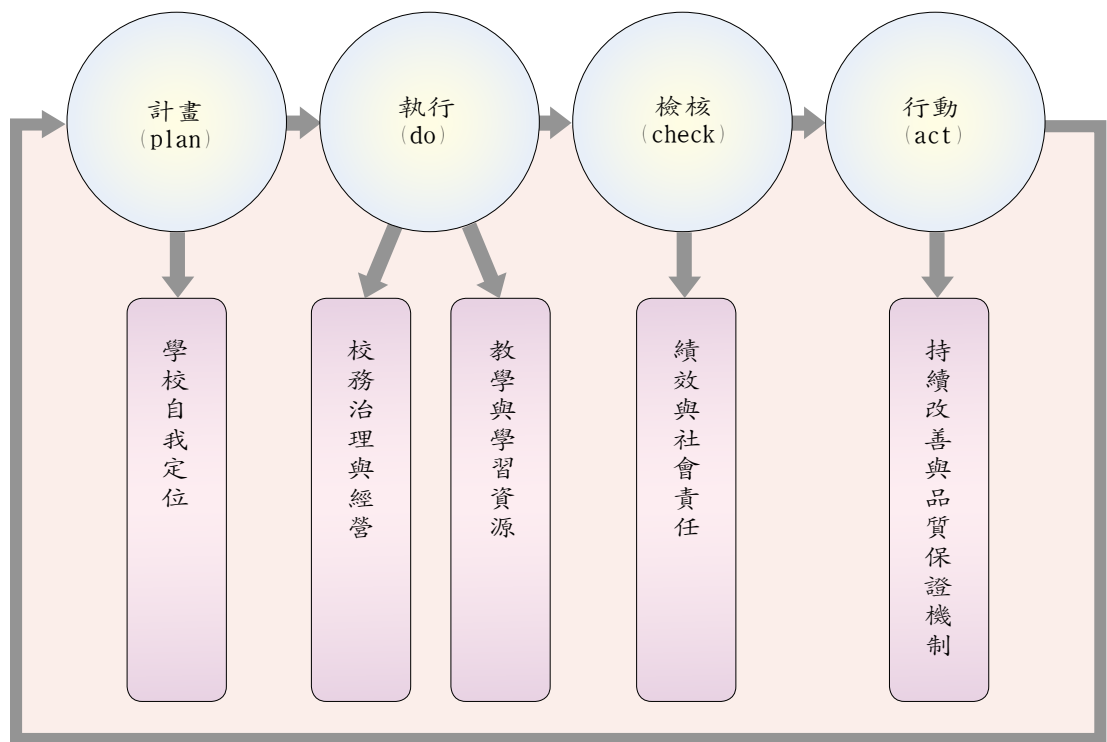 計畫
(plan)
執行
(do)
檢核
(check)
行動
(act)
學校自我定位
校務治理與經營
教學與學習資源
績效與社會責任
持續改善與品質保證機制